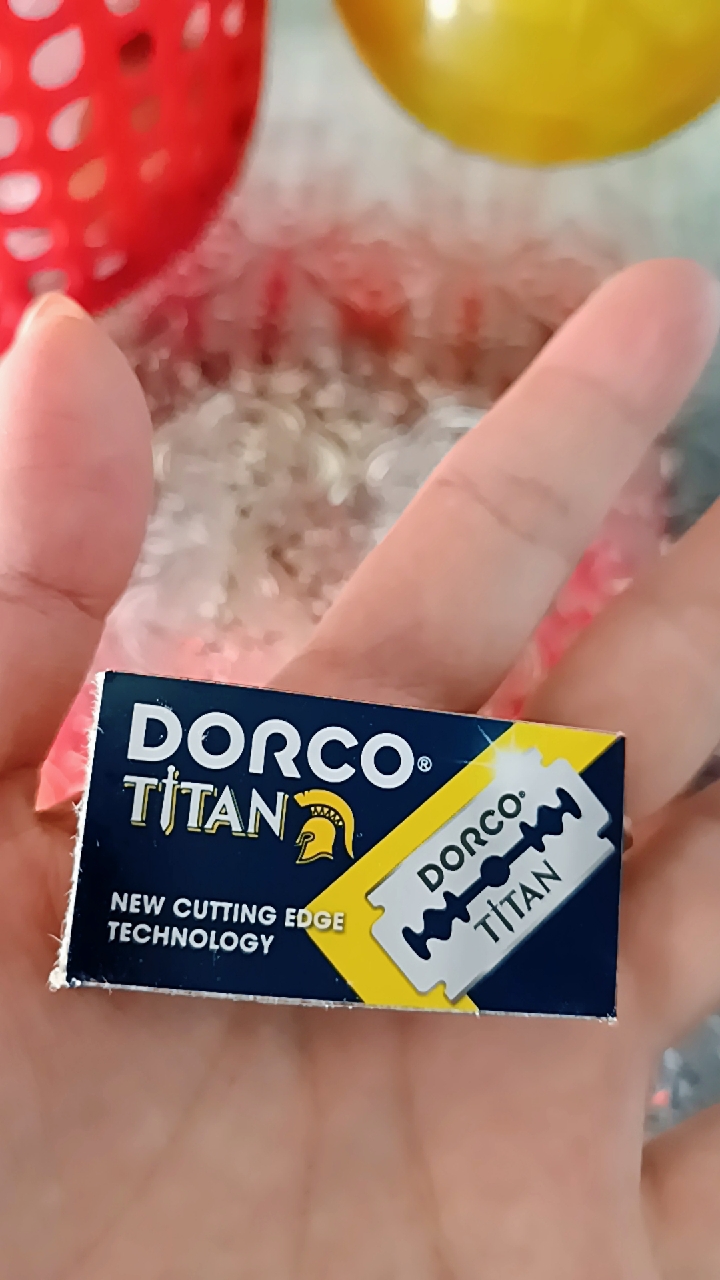 DORCO®
TITAN
NEW CUTTING EDGE
TECHNOLOGY
DORCO®
TITAN